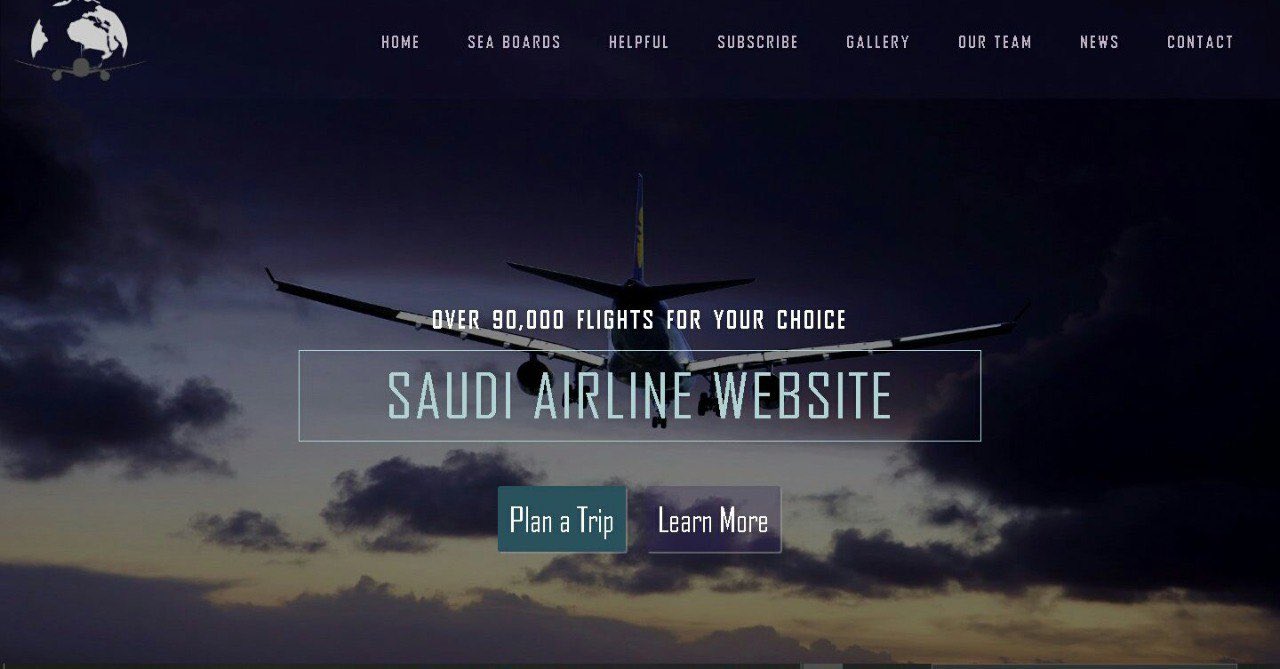 HOME SEA BOARDS HELPFUL SUBSCRIBE GALLERY OUR TEAM NEWS CONTACT
OVER 90,000 FLIGHTS FOR YOUR CHOICE
SAUDI AIRLINE WEBSITE
Plan a Trip Learn More